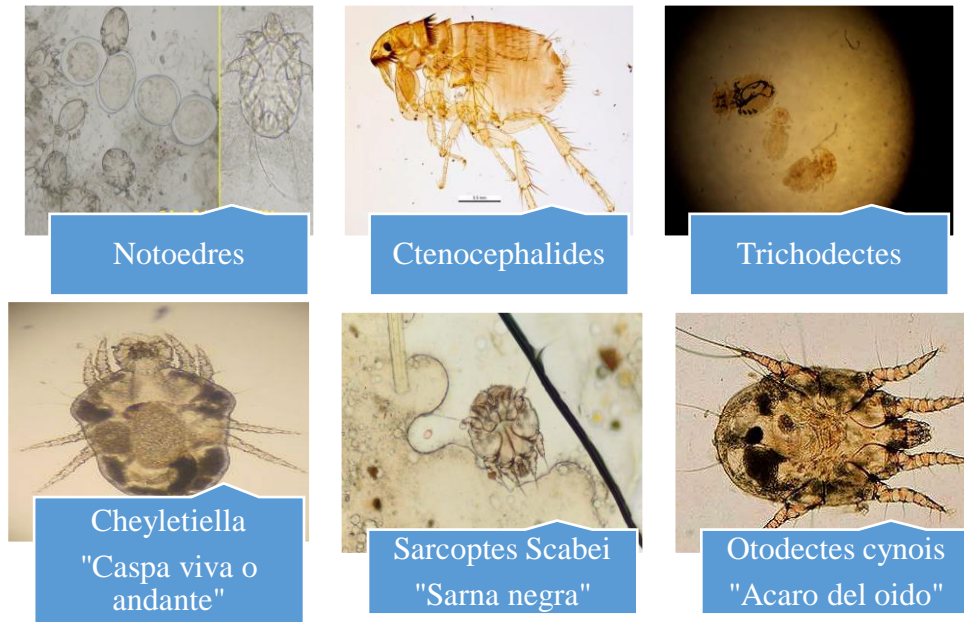 Notoedres
Ctenocephalides
Trichodectes
Cheyletiella
"Caspa viva o
andante"
Sarcoptes Scabei
"Sarna negra"
Otodectes cynois
"Acaro del oido"